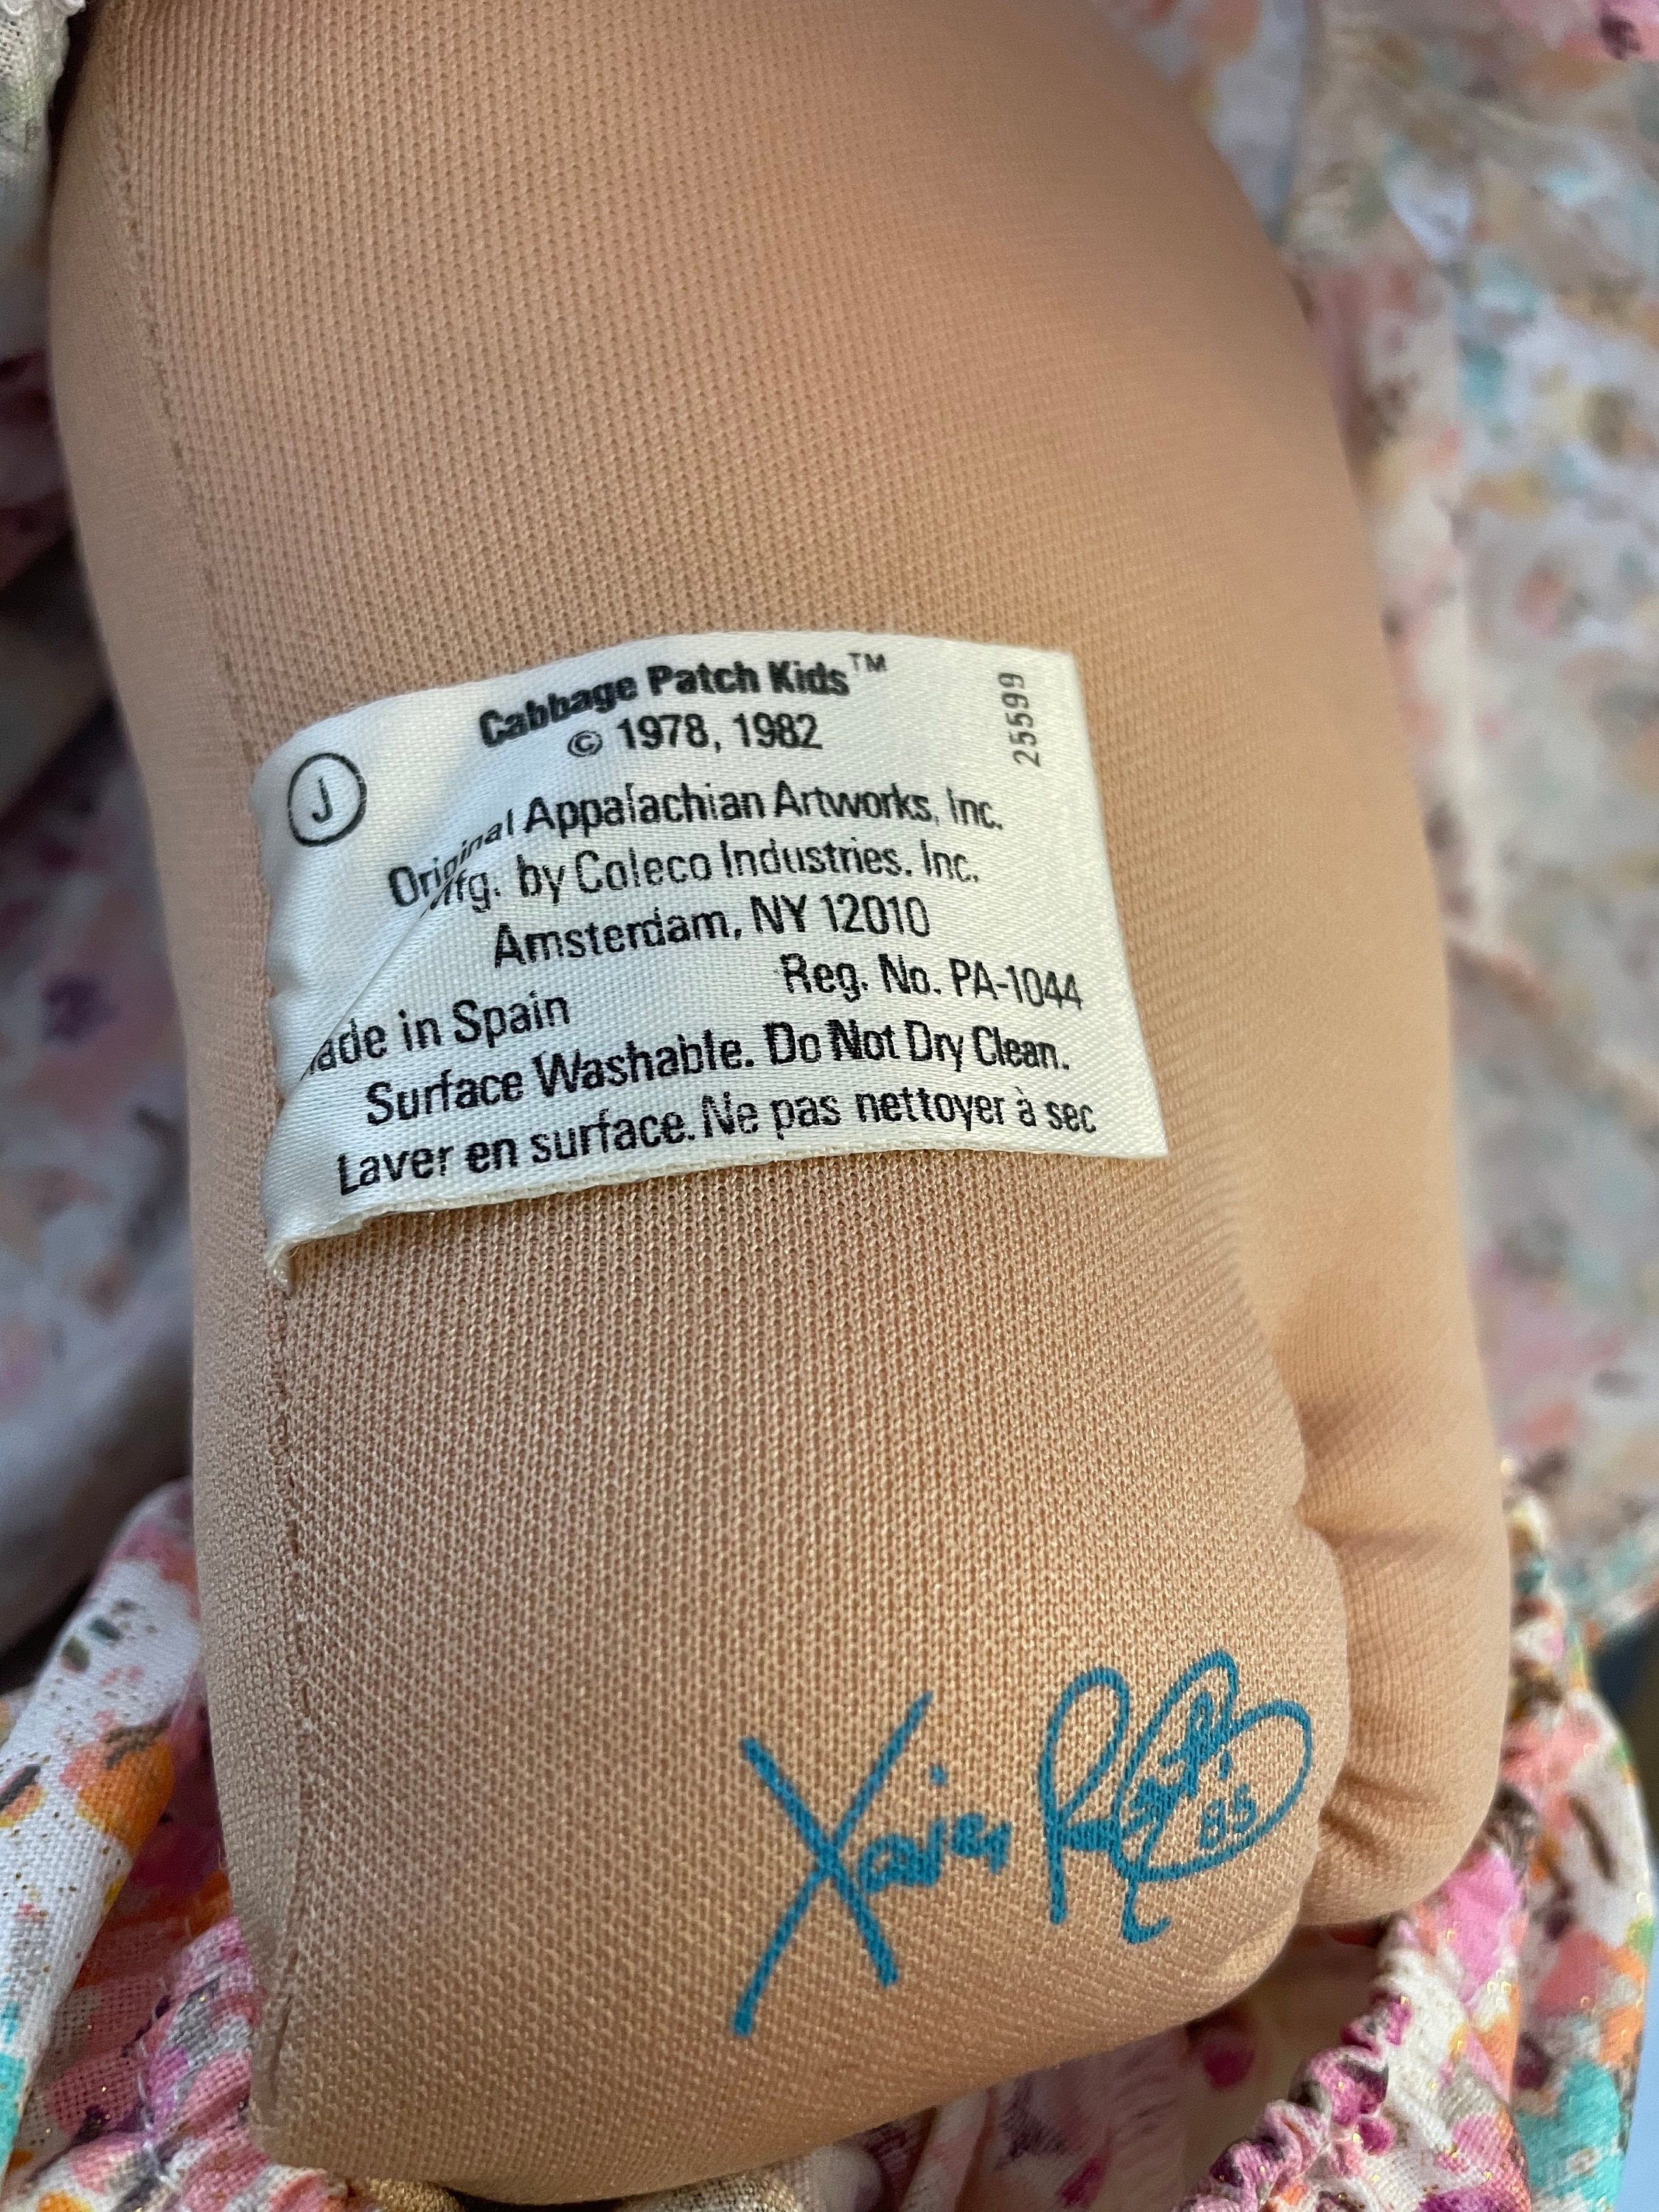 Cabbage Patch Kids™
© 1978, 1982
25599
J
Original Appalachian Artworks, Inc.
Mfg. by Coleco Industries. Inc.
Amsterdam, NY 12010
Reg. No. PA-1044
ade in Spain
Surface Washable. Do Not Dry Clean.
Laver en surface. Ne pas nettoyer à sec
Xavier
85